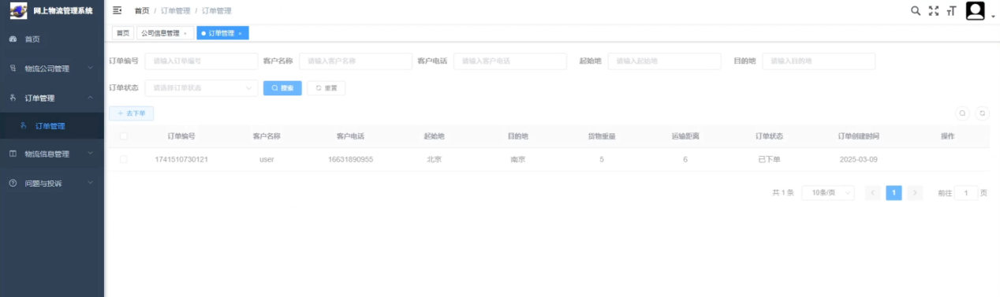 网上物流管理系统
首页 / 订单管理 / 订单管理
首页 公司信息管理 × 订单管理 ×
首页
物流公司管理
订单管理
订单管理
物流信息管理
问题与投诉
订单编号 请输入订单编号 客户名称 请输入客户名称 客户电话 请输入客户电话 起始地 请输入起始地 目的地 请输入目的地
订单状态 请选择订单状态 搜索 重置
+ 去下单
订单编号 客户名称 客户电话 起始地 目的地 货物重量 运输距离 订单状态 订单创建时间 操作
1741510730121 user 16631890955 北京 南京 5 6 已下单 2025-03-09
共 1 条 10条/页 < 1 > 前往 1 页